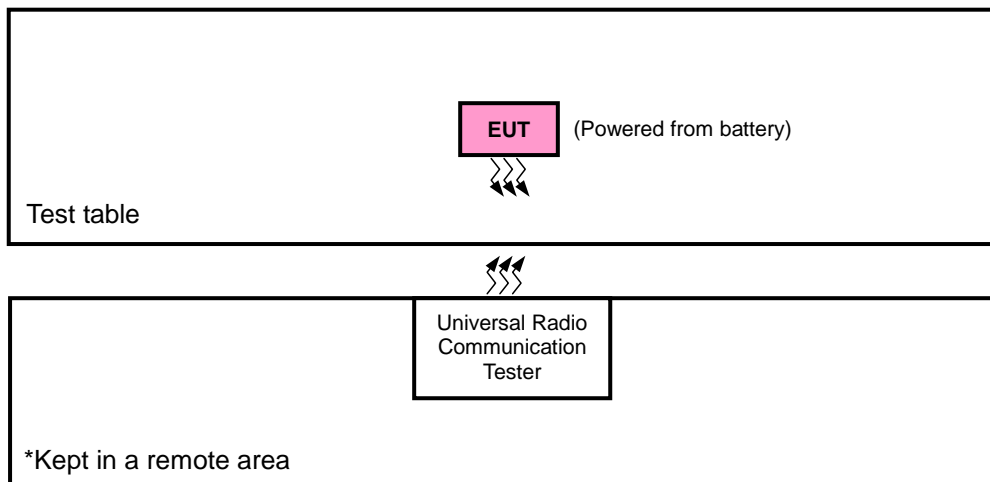 EUT
(Powered from battery)
Test table
Universal Radio
Communication
Tester
*Kept in a remote area